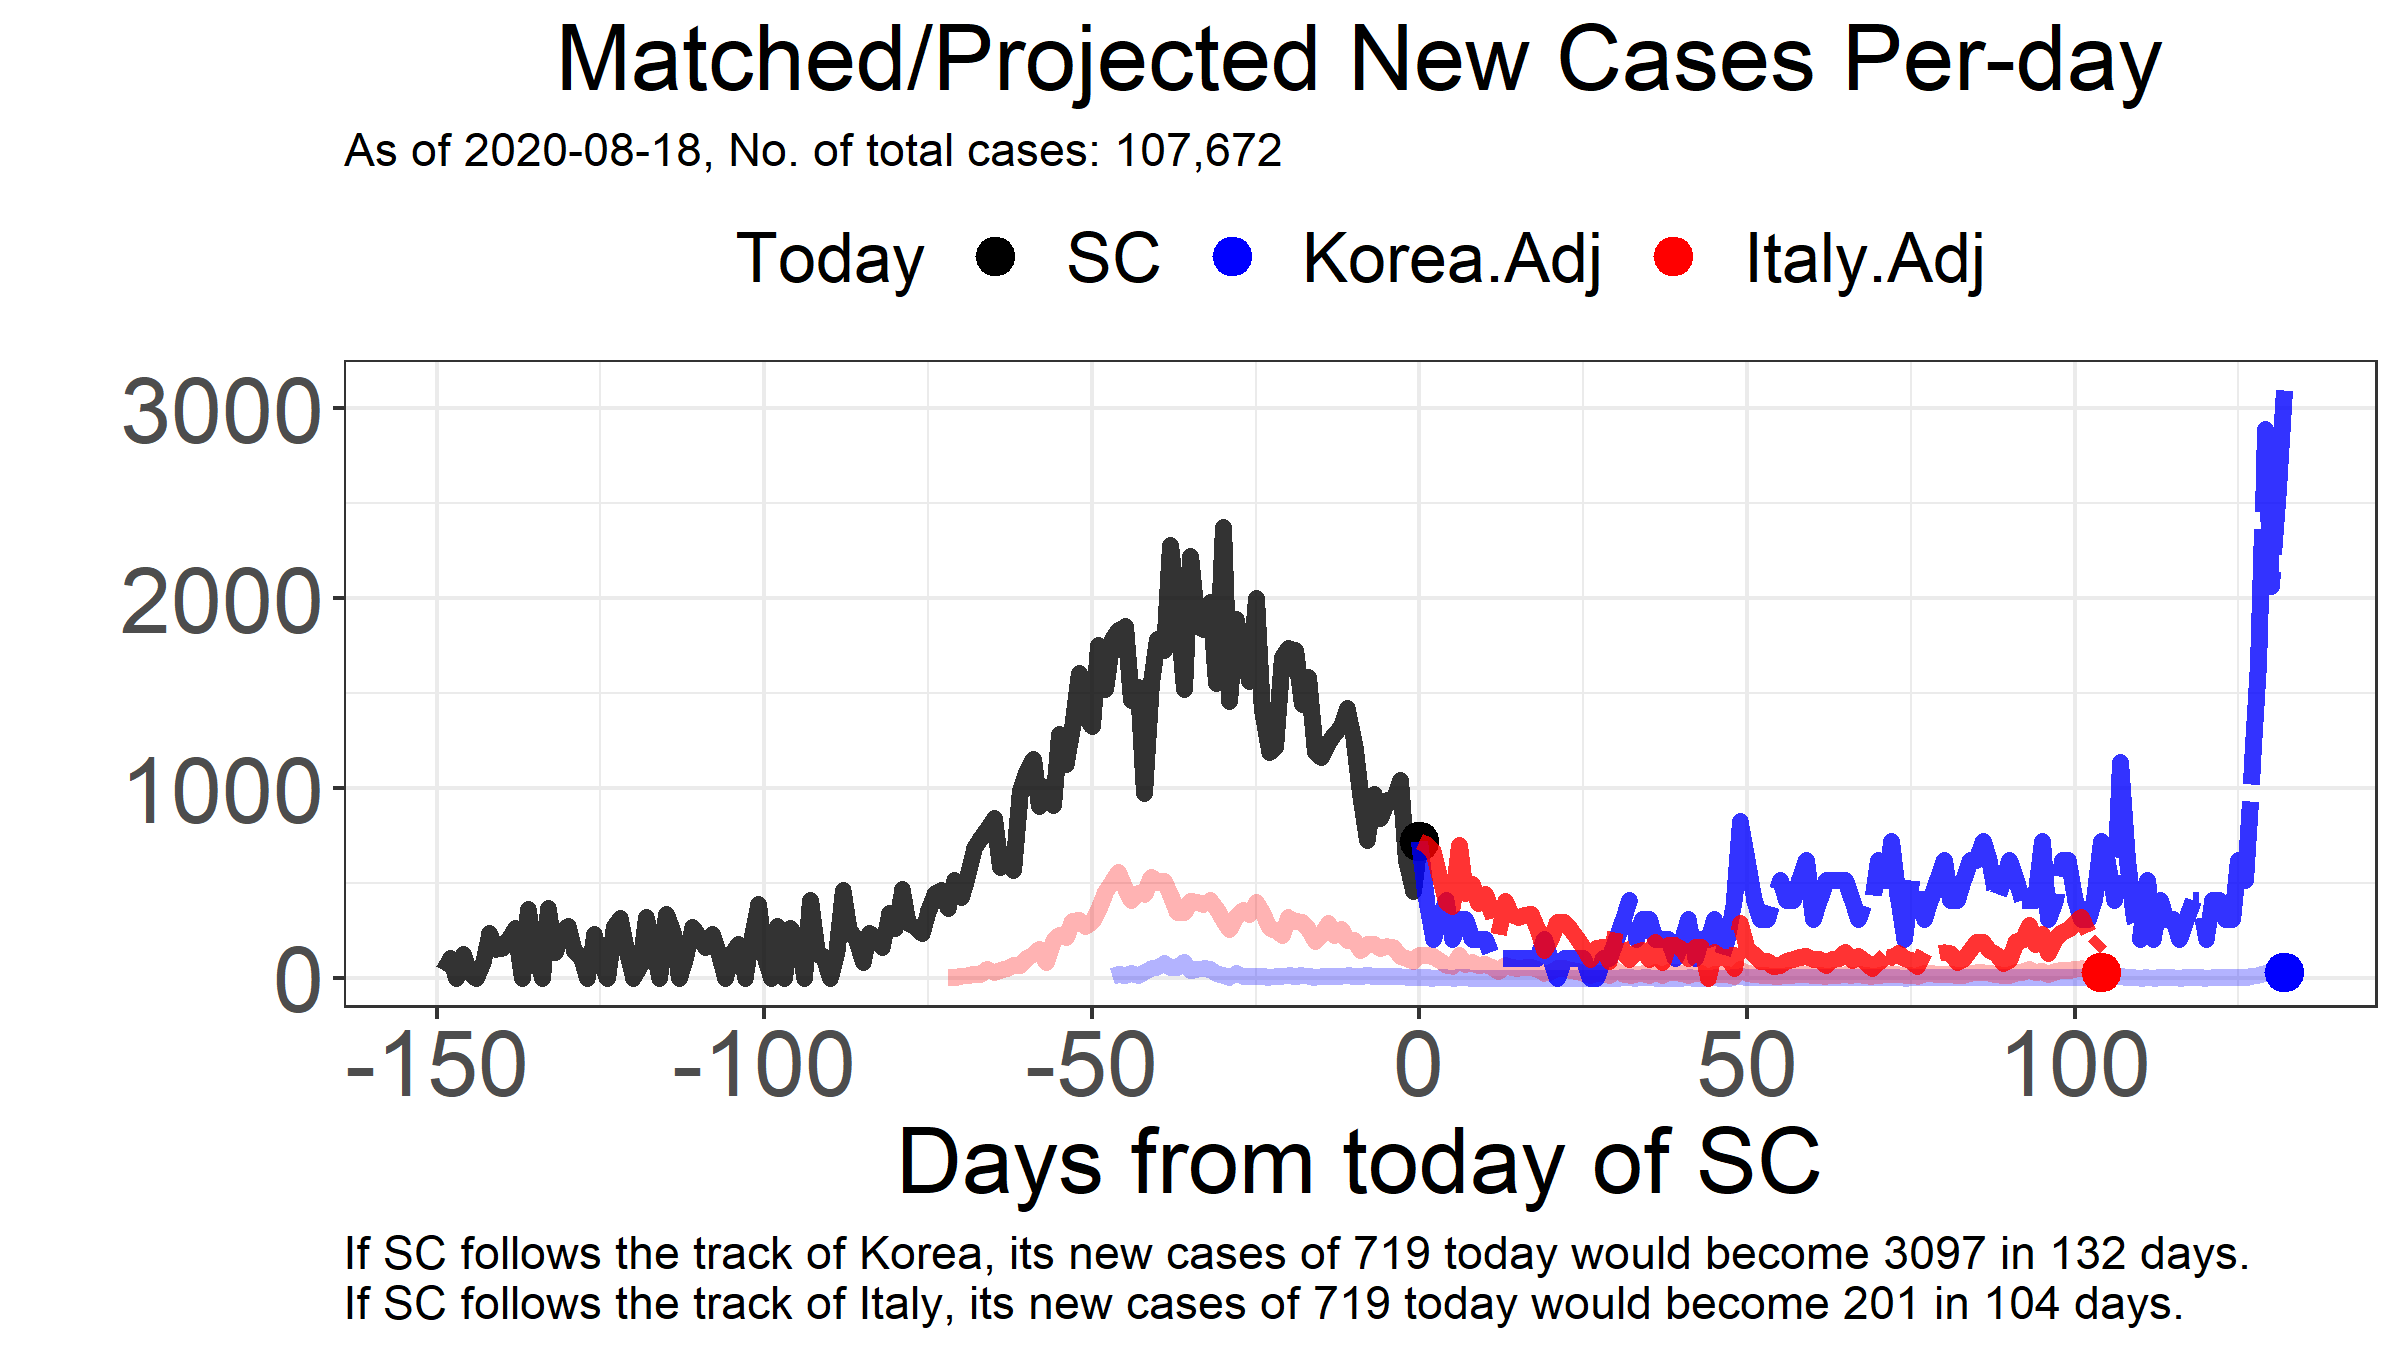 Matched/Projected New Cases Per-day
As of 2020-08-18, No. of total cases: 107,672
Today SC Korea.Adj Italy.Adj
3000
2000
1000
0
-150 -100 -50 0 50 100
Days from today of SC
If SC follows the track of Korea, its new cases of 719 today would become 3097 in 132 days.
If SC follows the track of Italy, its new cases of 719 today would become 201 in 104 days.